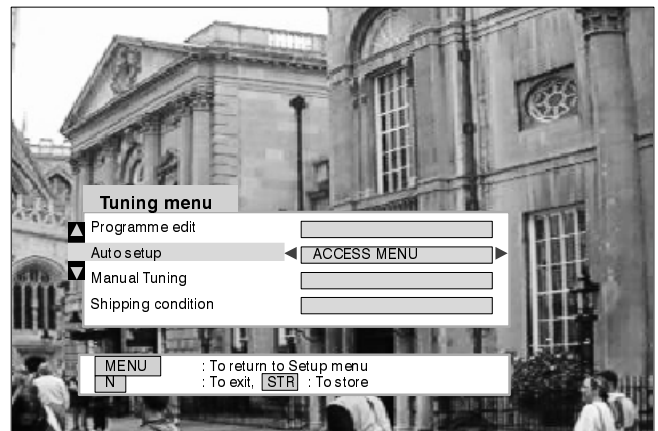 Tuning menu
Programme edit
Auto setup ACCESS MENU
Manual Tuning
Shipping condition
MENU : To return to Setup menu
N : To exit, STR : To store